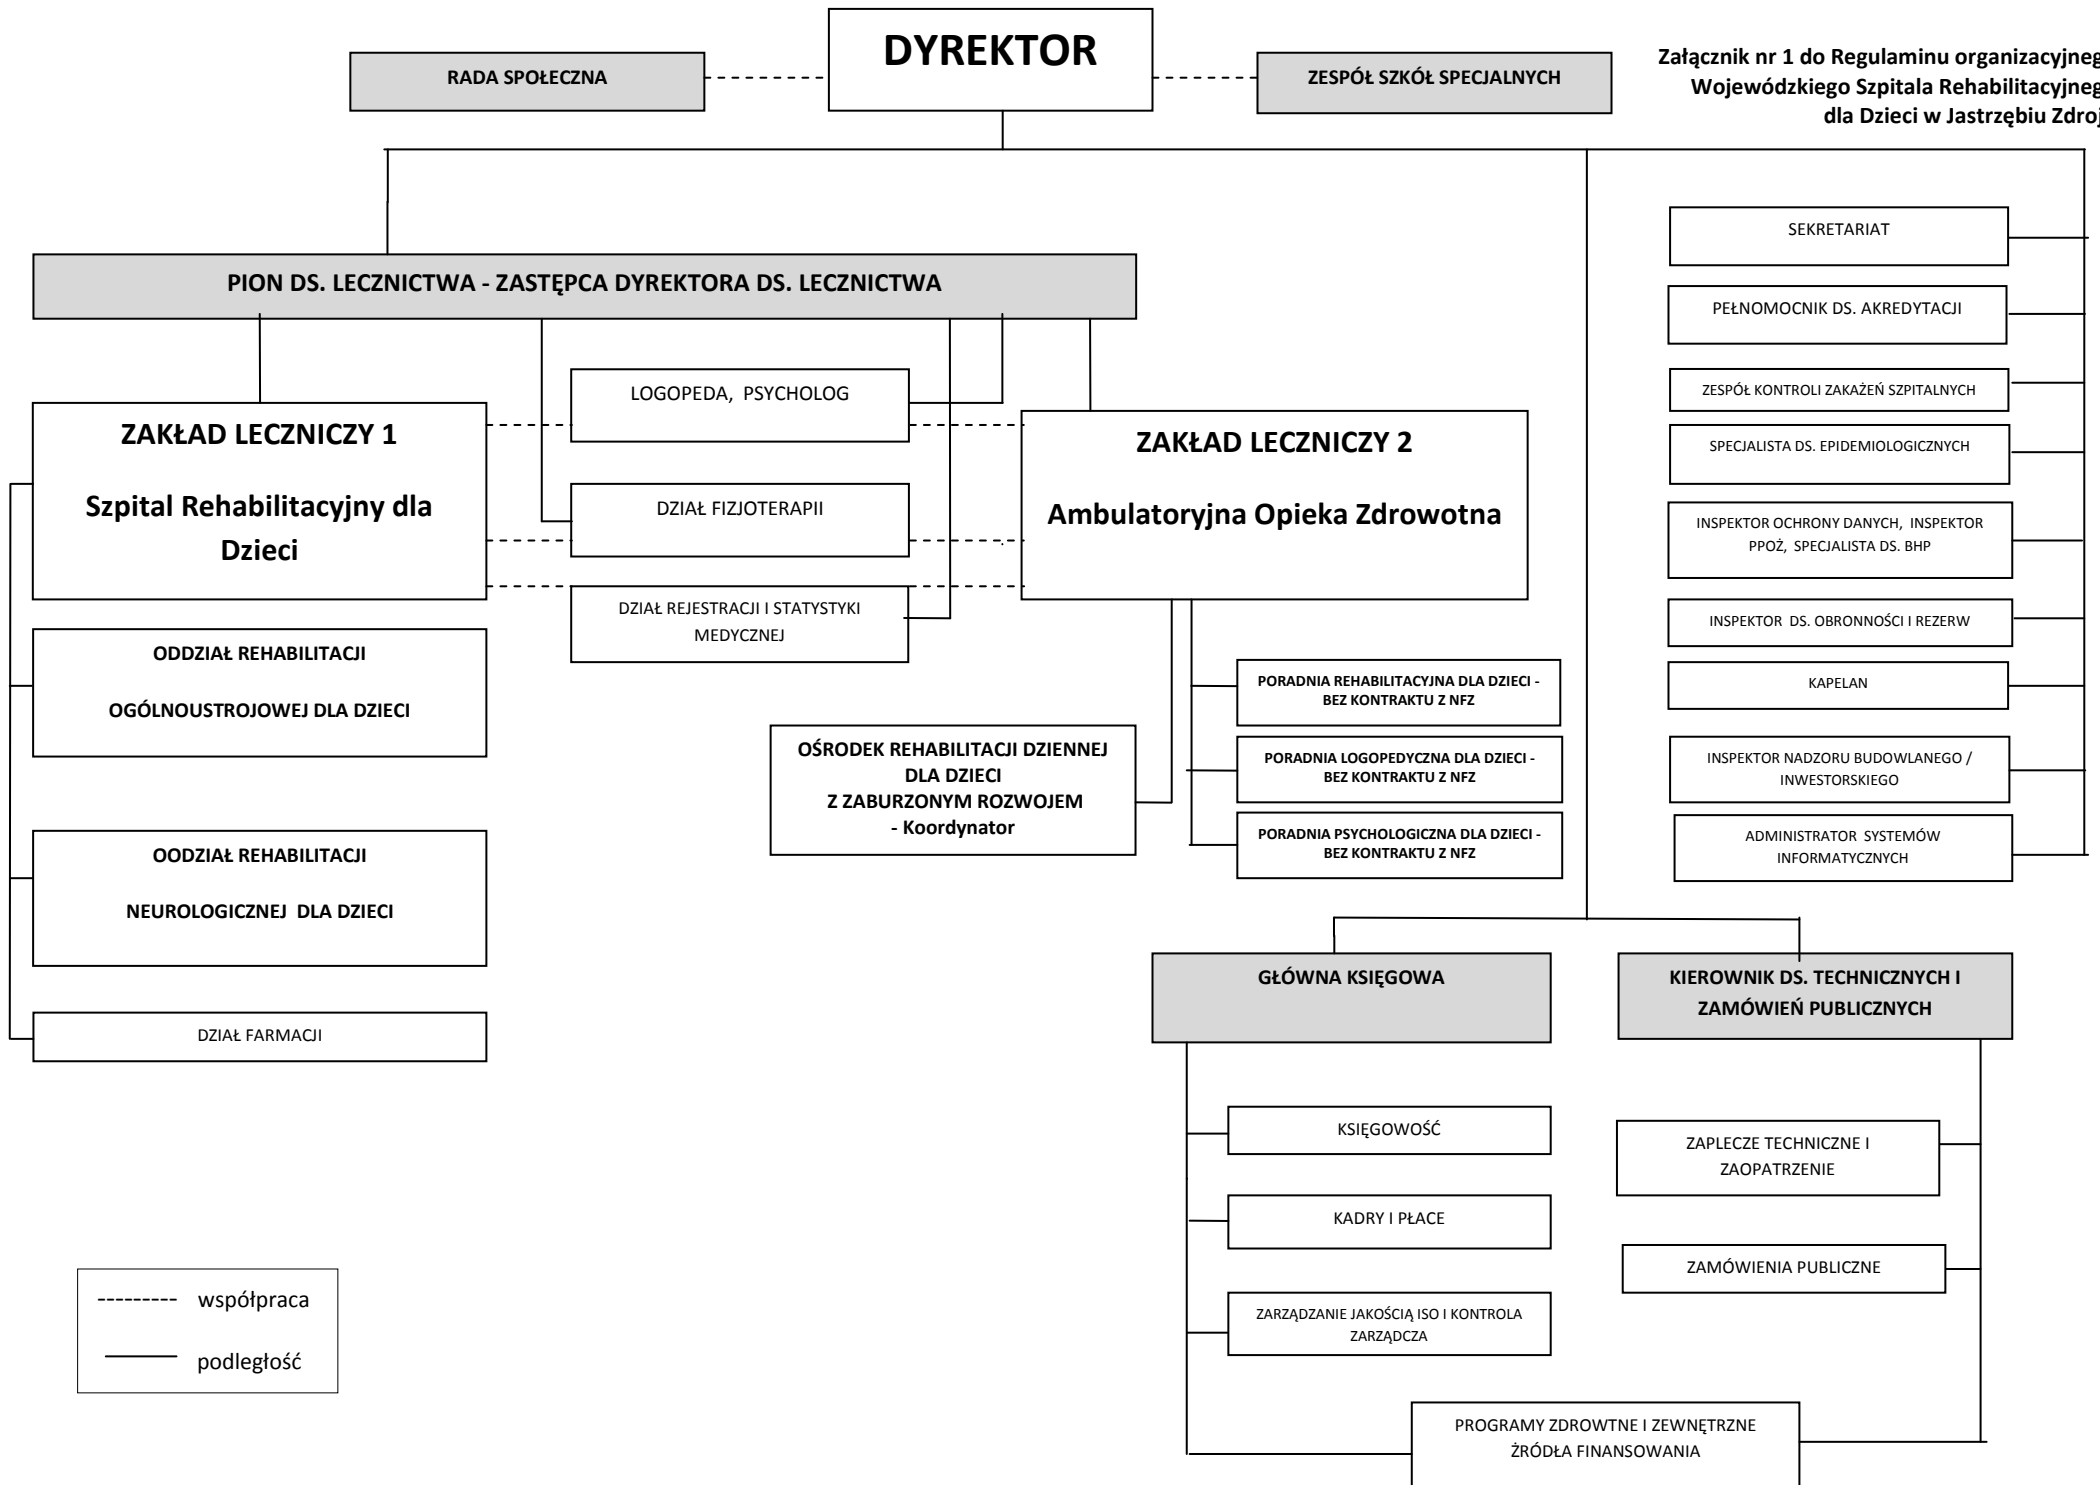 DYREKTOR
RADA SPOŁECZNA
ZESPÓŁ SZKÓŁ SPECJALNYCH
Załącznik nr 1 do Regulaminu organizacyjneg
Wojewódzkiego Szpitala Rehabilitacyjneg
dla Dzieci w Jastrzębiu Zdroj
PION DS. LECZNICTWA - ZASTĘPCA DYREKTORA DS. LECZNICTWA
ZAKŁAD LECZNICZY 1
Szpital Rehabilitacyjny dla
Dzieci
LOGOPEDA, PSYCHOLOG
DZIAŁ FIZJOTERAPII
DZIAŁ REJESTRACJI I STATYSTYKI
MEDYCZNEJ
ZAKŁAD LECZNICZY 2
Ambulatoryjna Opieka Zdrowotna
ODDZIAŁ REHABILITACJI
OGÓLNOUSTROJOWEJ DLA DZIECI
OODZIAŁ REHABILITACJI
NEUROLOGICZNEJ DLA DZIECI
DZIAŁ FARMACJI
OŚRODEK REHABILITACJI DZIENNEJ
DLA DZIECI
Z ZABURZONYM ROZWOJEM
- Koordynator
PORADNIA REHABILITACYJNA DLA DZIECI -
BEZ KONTRAKTU Z NFZ
PORADNIA LOGOPEDYCZNA DLA DZIECI -
BEZ KONTRAKTU Z NFZ
PORADNIA PSYCHOLOGICZNA DLA DZIECI -
BEZ KONTRAKTU Z NFZ
SEKRETARIAT
PEŁNOMOCNIK DS. AKREDYTACJI
ZESPÓŁ KONTROLI ZAKAŻEŃ SZPITALNYCH
SPECJALISTA DS. EPIDEMIOLOGICZNYCH
INSPEKTOR OCHRONY DANYCH, INSPEKTOR
PPOŻ, SPECJALISTA DS. BHP
INSPEKTOR DS. OBRONNOŚCI I REZERW
KAPELAN
INSPEKTOR NADZORU BUDOWLANEGO /
INWESTORSKIEGO
ADMINISTRATOR SYSTEMÓW
INFORMATYCZNYCH
GŁÓWNA KSIĘGOWA
KSIĘGOWOŚĆ
KADRY I PŁACE
ZARZĄDZANIE JAKOŚCIĄ ISO I KONTROLA
ZARZĄDCZA
KIEROWNIK DS. TECHNICZNYCH I
ZAMÓWIEŃ PUBLICZNYCH
ZAPLECZE TECHNICZNE I
ZAOPATRZENIE
ZAMÓWIENIA PUBLICZNE
PROGRAMY ZDROWTNE I ZEWNĘTRZNE
ŻRÓDŁA FINANSOWANIA
współpraca
podległość